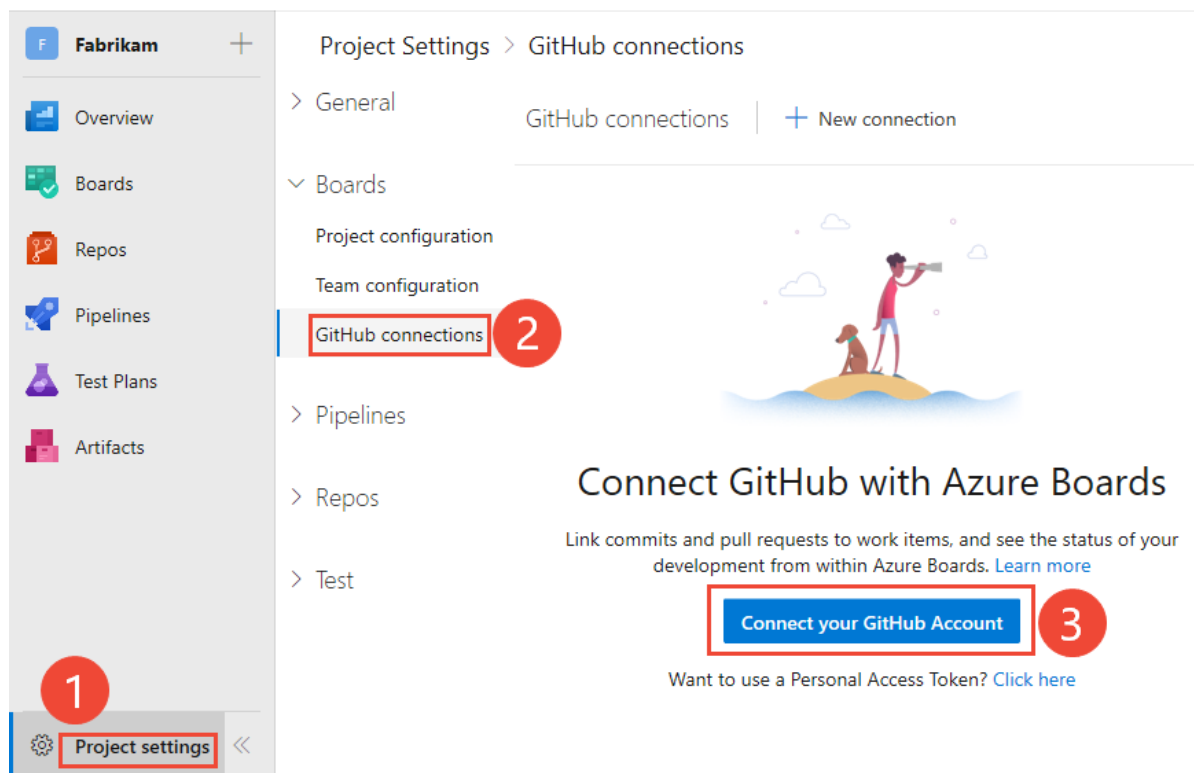 F Fabrikam
Overview
Boards
Repos
Pipelines
Test Plans
Artifacts
1
Project settings
Project Settings > GitHub connections
General
Boards
Project configuration
Team configuration
GitHub connections
2
Pipelines
Repos
Test
GitHub connections
New connection
Connect GitHub with Azure Boards
Link commits and pull requests to work items, and see the status of your
development from within Azure Boards. Learn more
Connect your GitHub Account
3
Want to use a Personal Access Token? Click here